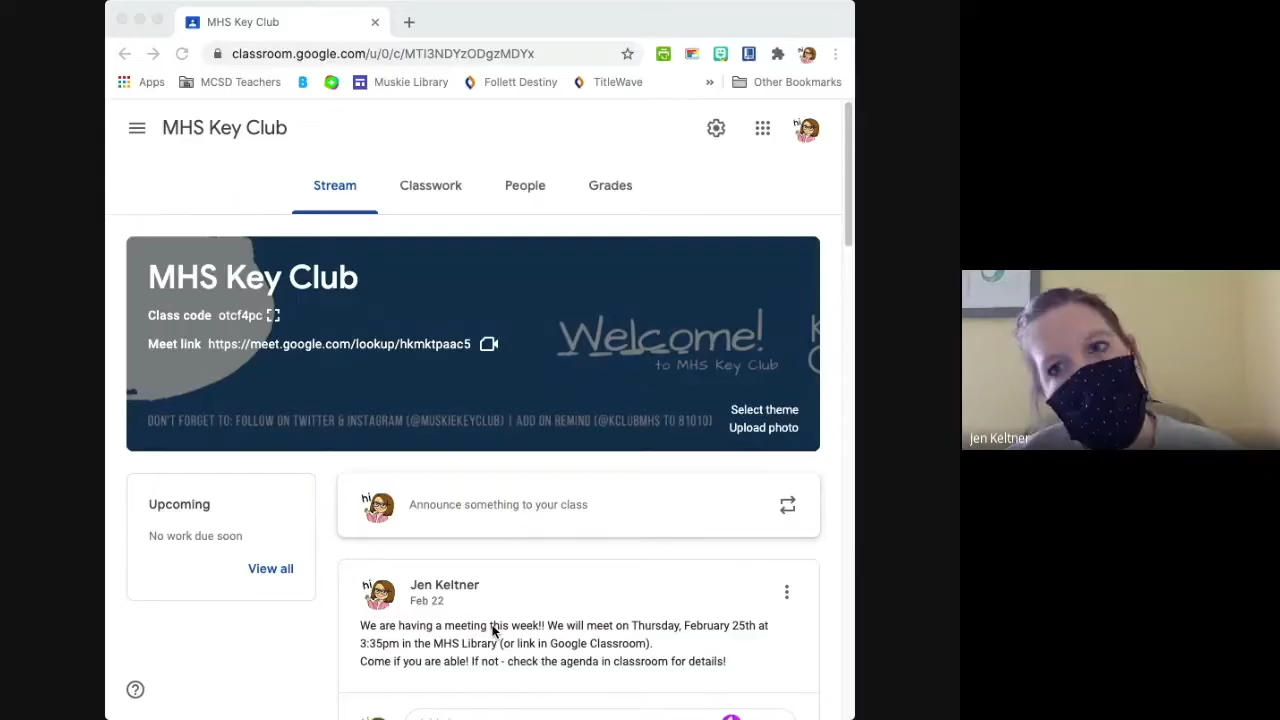 MHS Key Club
classroom.google.com/u/0/c/MTI3NDYzODgzMDYx
Apps MCSD Teachers Muskie Library Follett Destiny TitleWave » Other Bookmarks
MHS Key Club
Stream Classwork People Grades
MHS Key Club
Class code otcf4pc
Meet link https://meet.google.com/lookup/hkmktpaac5
Welcome!
to MHS Key Club
DON'T FORGET TO: FOLLOW ON TWITTER & INSTAGRAM (@MUSKIEKEYCLUB) | ADD ON REMIND (@KCLUBMHS TO 81010)
Select theme
Upload photo
Upcoming
No work due soon
View all
hi
Announce something to your class
hi
Jen Keltner
Feb 22
We are having a meeting this week!! We will meet on Thursday, February 25th at
3:35pm in the MHS Library (or link in Google Classroom).
Come if you are able! If not - check the agenda in classroom for details!
Jen Keltner